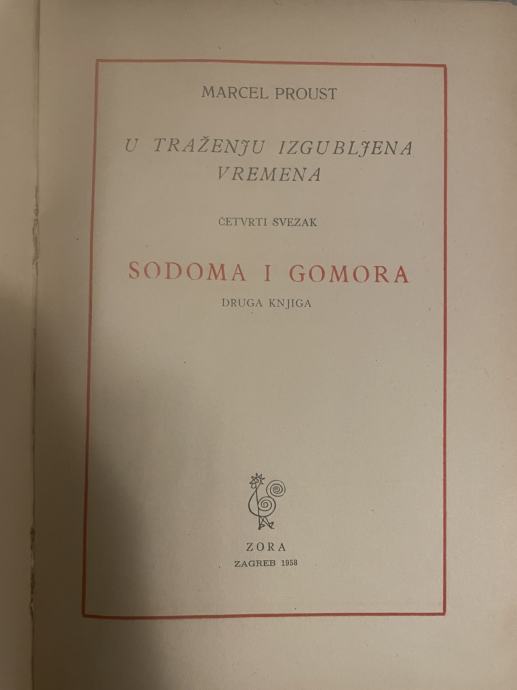 MARCEL PROUST
U TRAŽENJU IZGUBLJENA
VREMENA
ČETVRTI SVEZAK
SODOMA I GOMORA
DRUGA KNJIGA
ZORA
ZAGREB 1958